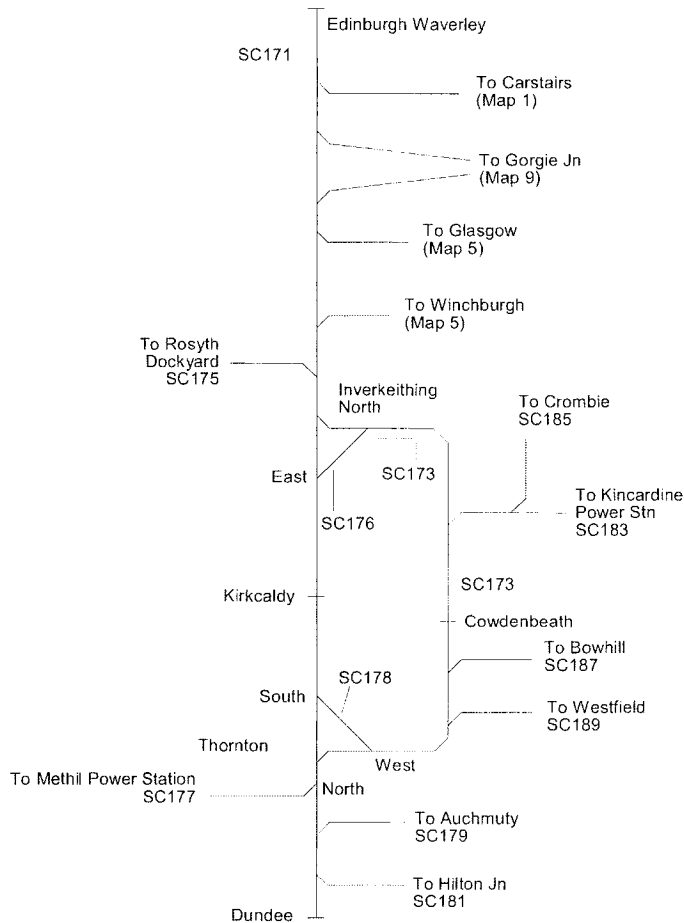 Edinburgh Waverley
SC171
To Carstairs
(Map 1)
To Gorgie Jn
(Map 9)
To Glasgow
(Map 5)
To Winchburgh
(Map 5)
To Rosyth
Dockyard
SC175
Inverkeithing
North
To Crombie
SC185
East
SC173
SC176
To Kincardine
Power Stn
SC183
SC173
Kirkcaldy
Cowdenbeath
To Bowhill
SC187
SC178
South
To Westfield
SC189
Thornton
West
To Methil Power Station
SC177
North
To Auchmuty
SC179
To Hilton Jn
SC181
Dundee